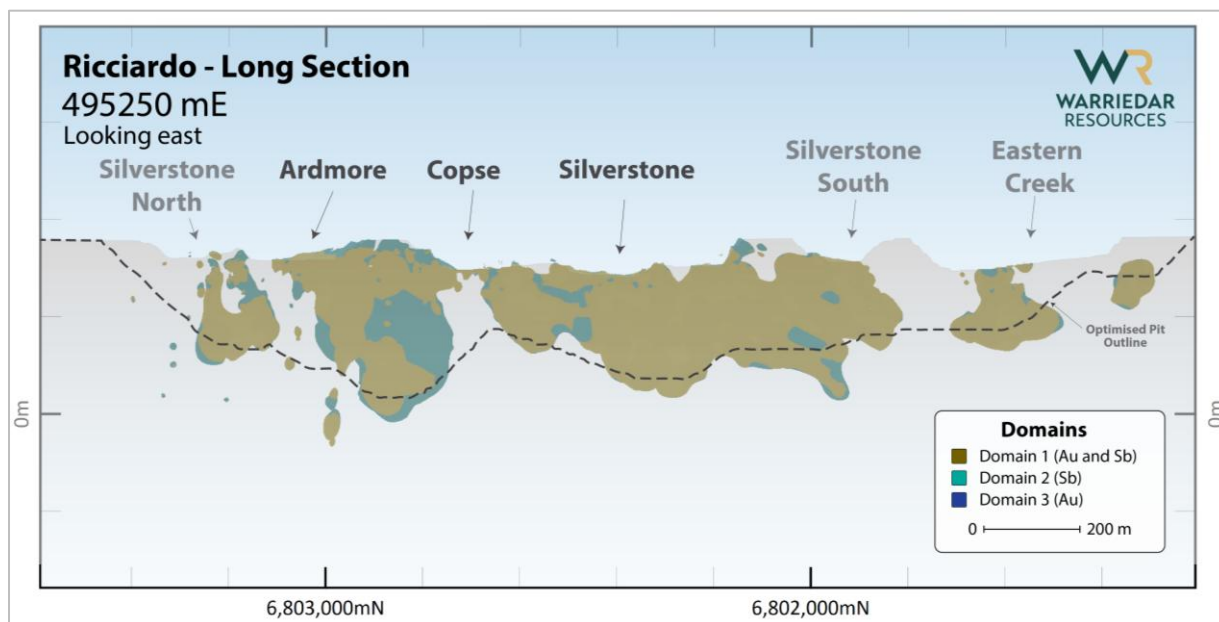 Ricciardo - Long Section
495250 mE
Looking east
WR
WARRIEDAR
RESOURCES
Silverstone
North
Ardmore
Copse
Silverstone
Silverstone
South
Eastern
Creek
Optimised Pit
Outline
0m
0m
Domains
Domain 1 (Au and Sb)
Domain 2 (Sb)
Domain 3 (Au)
0 200 m
6,803,000mN
6,802,000mN